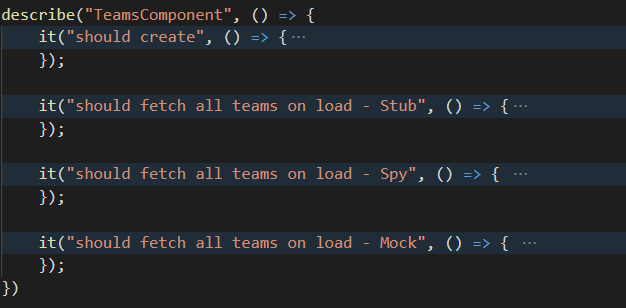 describe("TeamsComponent", () => {
it("should create", () => {⋯
});
it("should fetch all teams on load - Stub", () => {⋯
});
it("should fetch all teams on load - Spy", () => { ⋯
});
it("should fetch all teams on load - Mock", () => { ⋯
});
})